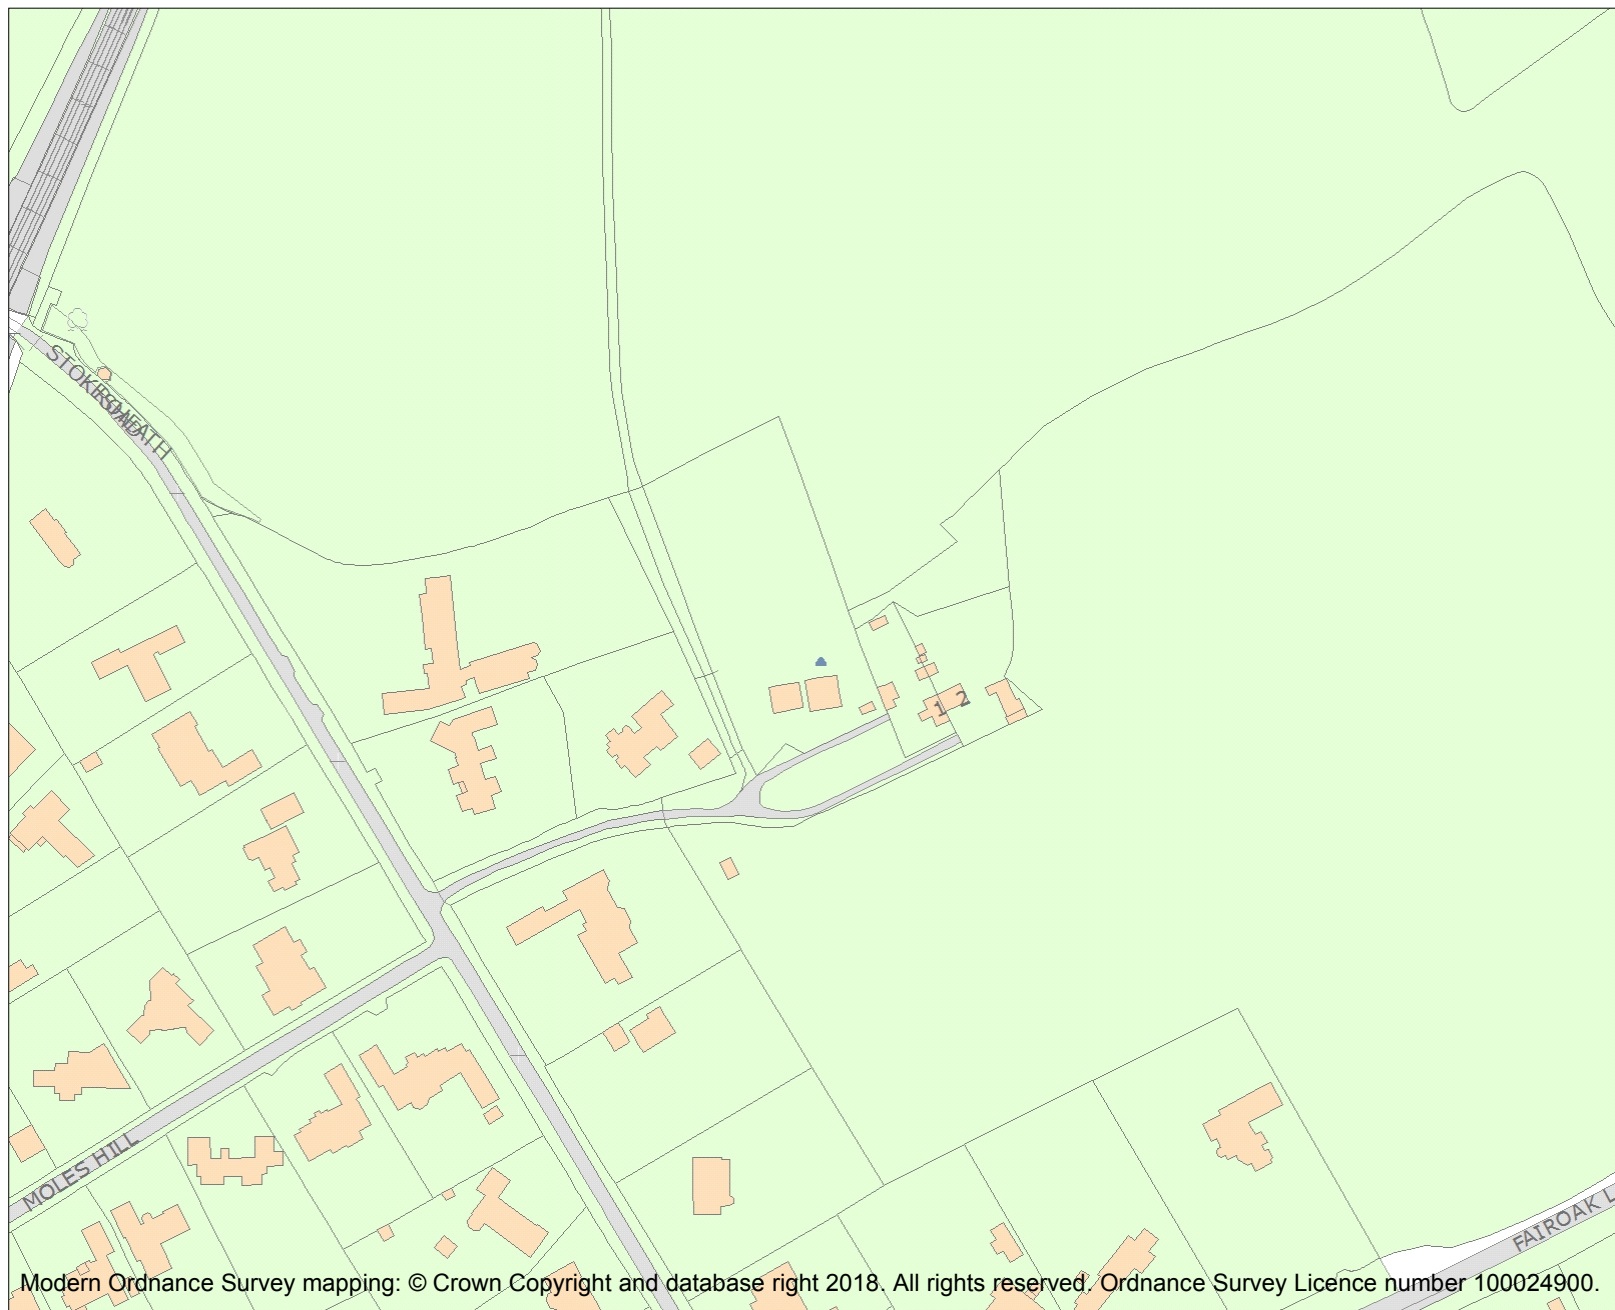 STOKESHEATH
ROAD
1 2
MOLES HILL
FAIROAK L
Modern Ordnance Survey mapping: © Crown Copyright and database right 2018. All rights reserved. Ordnance Survey Licence number 100024900.